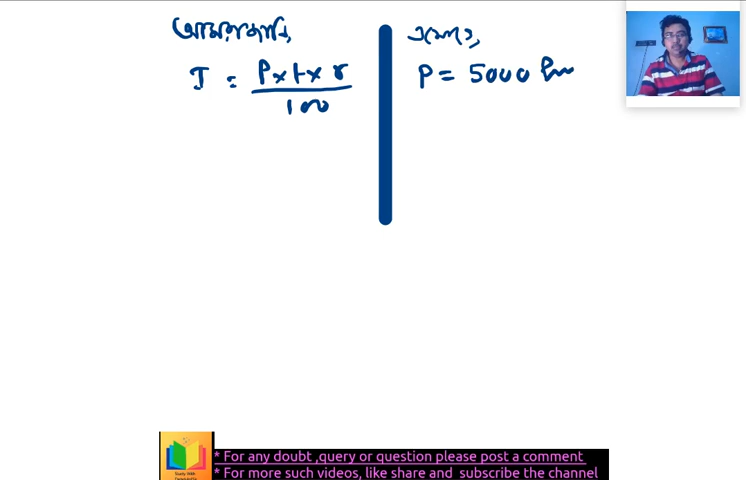 আমরা জানি,
I = P x t x r
100
এখানে,
P = 5000
* For any doubt ,query or question please post a comment
* For more such videos, like share and subscribe the channel